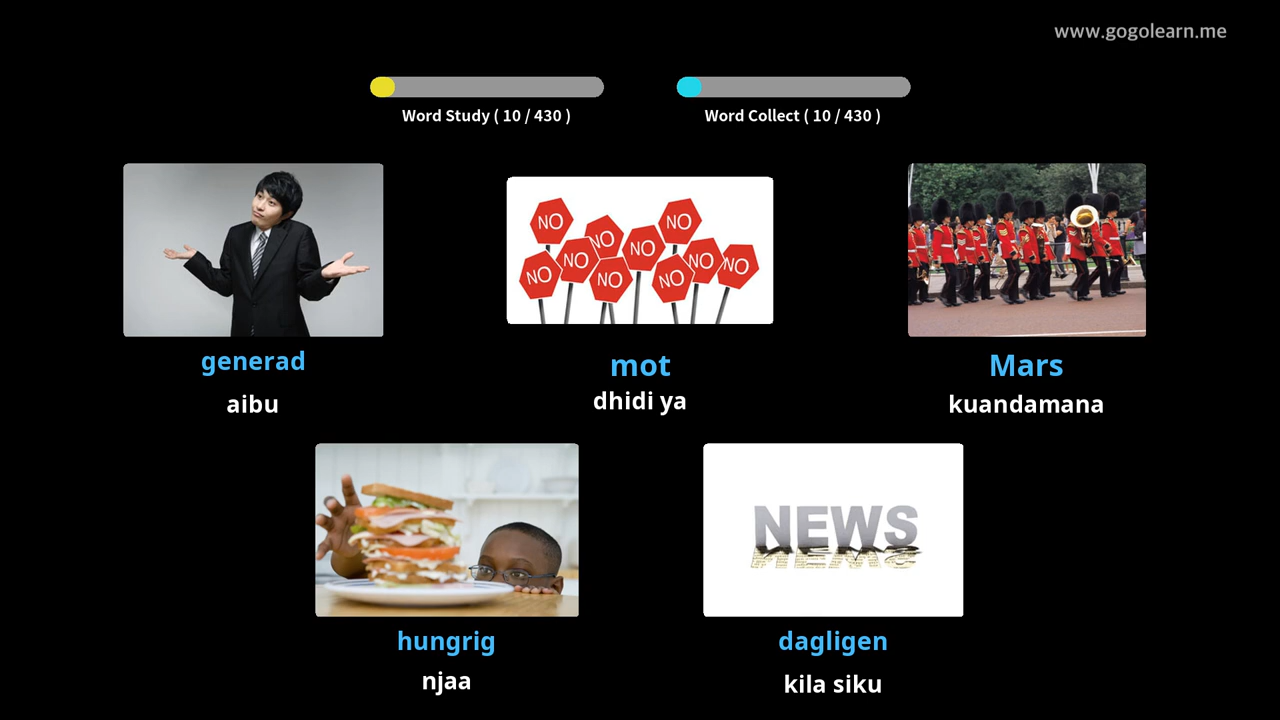 www.gogolearn.me
Word Study ( 10 / 430 )
Word Collect ( 10 / 430 )
NO
NO
NO
NO
NO
NO
NO
NO
NO
NO
generad
mot
Mars
aibu
dhidi ya
kuandamana
NEWS
hungrig
dagligen
njaa
kila siku